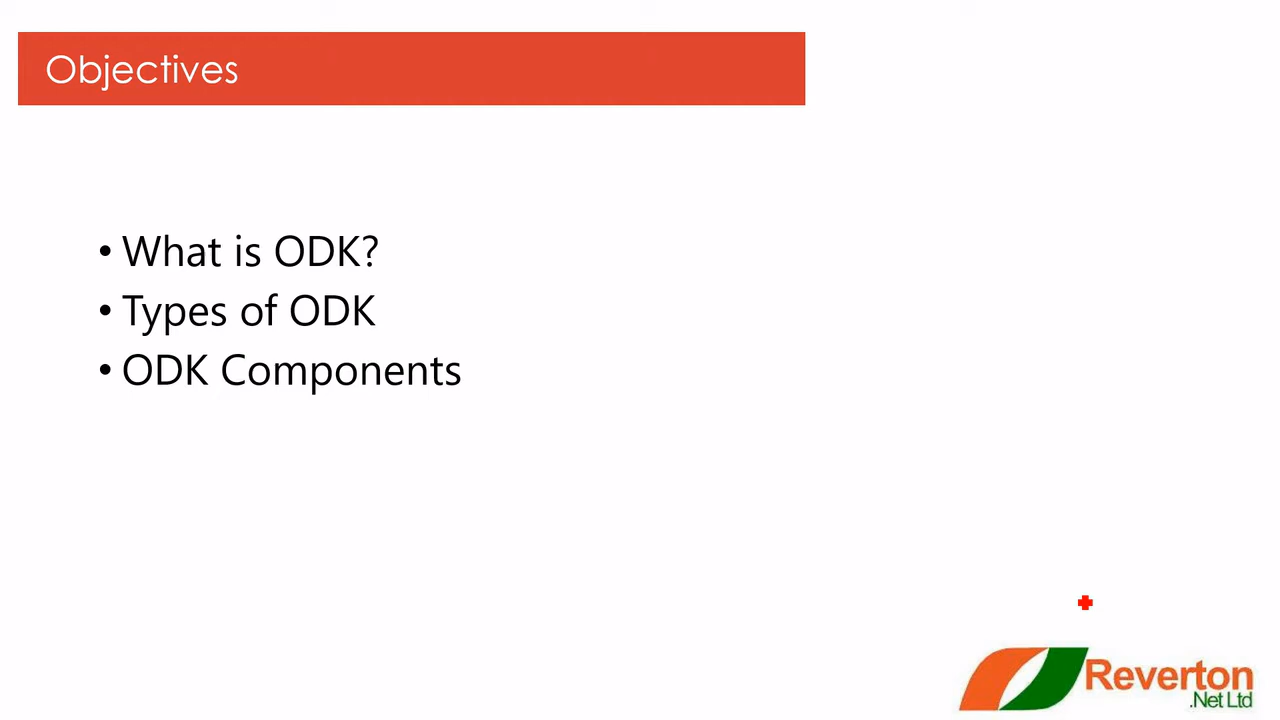 Objectives
• What is ODK?
• Types of ODK
• ODK Components
Reverton
.Net Ltd